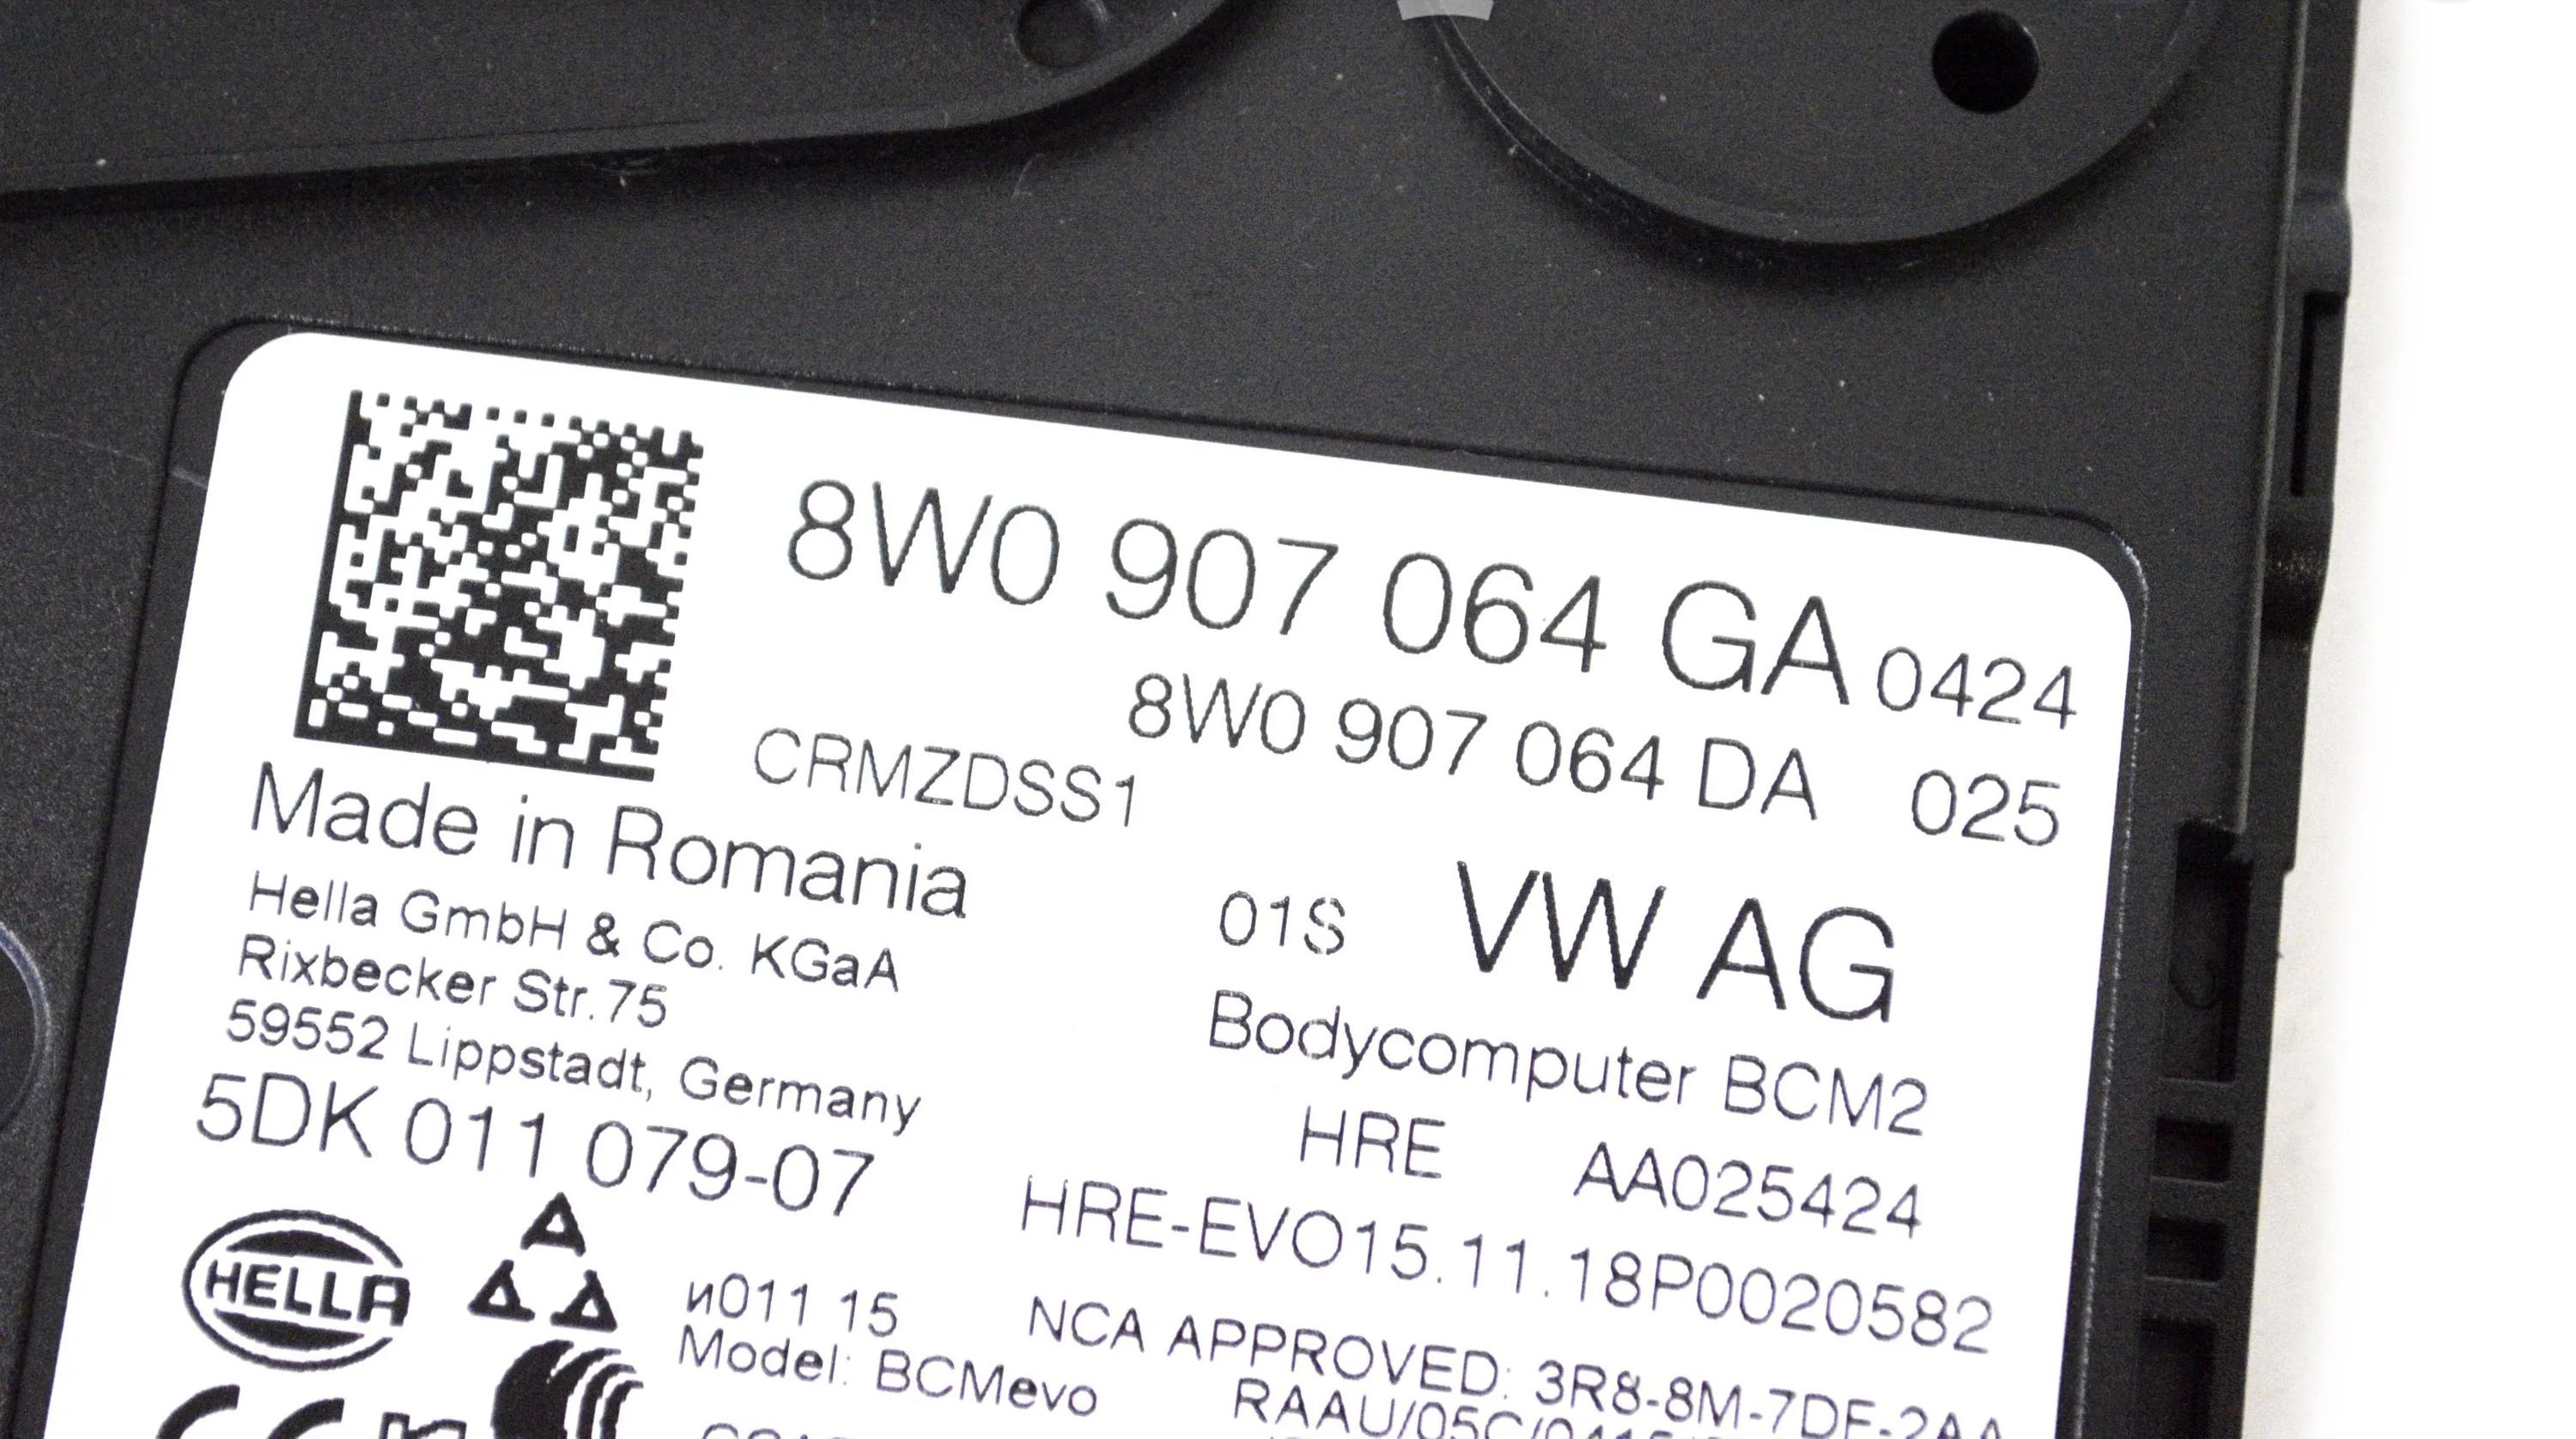 8W0 907 064 GA 0424
8W0 907 064 DA 025
CRMZDSS1
Made in Romania
Hella GmbH & Co. KGaA
Rixbecker Str.75
59552 Lippstadt, Germany
5DK 011 079-07
01S VW AG
Bodycomputer BCM2
HRE AA025424
HRE-EVO15.11.18P0020582
HELLA
и011 15
Model: BCMevo
NCA APPROVED: 3R8-8M-7DF-2AA